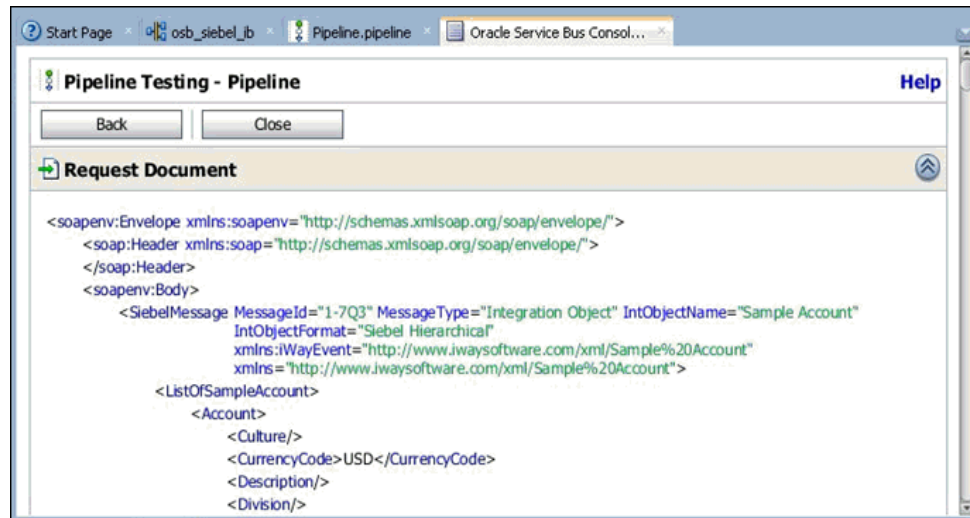 Start Page osb_siebel_jb Pipeline.pipeline Oracle Service Bus Consol...
Pipeline Testing - Pipeline Help
Back Close
Request Document
<soapenv:Envelope xmlns:soapenv="http://schemas.xmlsoap.org/soap/envelope/">
<soap:Header xmlns:soap="http://schemas.xmlsoap.org/soap/envelope/">
</soap:Header>
<soapenv:Body>
<SiebelMessage MessageId="1-7Q3" MessageType="Integration Object" IntObjectName="Sample Account"
IntObjectFormat="Siebel Hierarchical"
xmlns:iWayEvent="http://www.iwaysoftware.com/xml/Sample%20Account"
xmlns="http://www.iwaysoftware.com/xml/Sample%20Account">
<ListOfSampleAccount>
<Account>
<Culture/>
<CurrencyCode>USD</CurrencyCode>
<Description/>
<Division/>